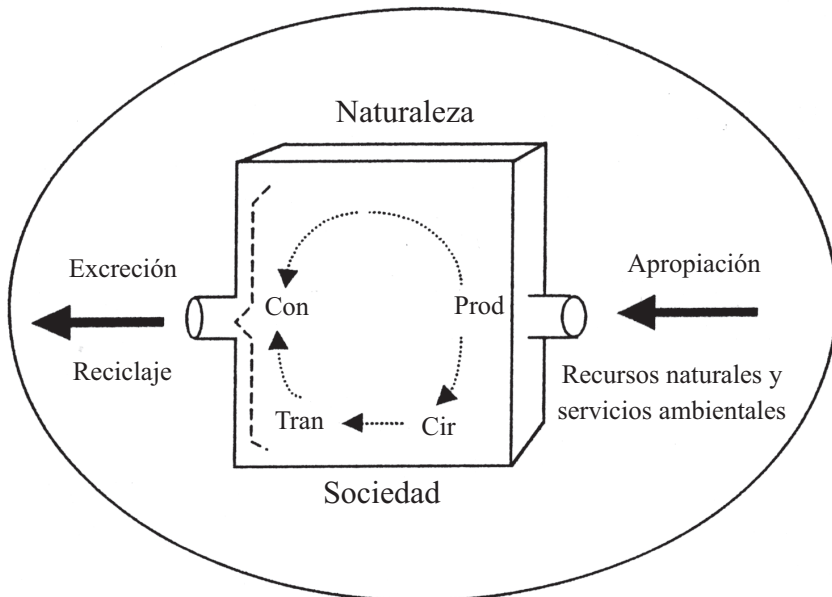 Naturaleza
Excreción
Reciclaje
Con
Prod
Tran
Cir
Apropiación
Recursos naturales y
servicios ambientales
Sociedad